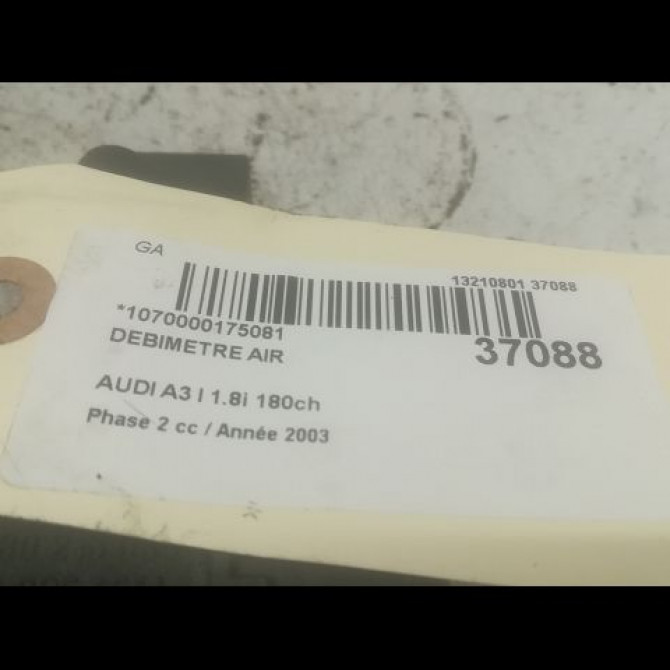 GA
13210801 37088
*1070000175081
37088
DEBIMETRE AIR
AUDI A3 I 1.8i 180ch
Phase 2 cc / Année 2003